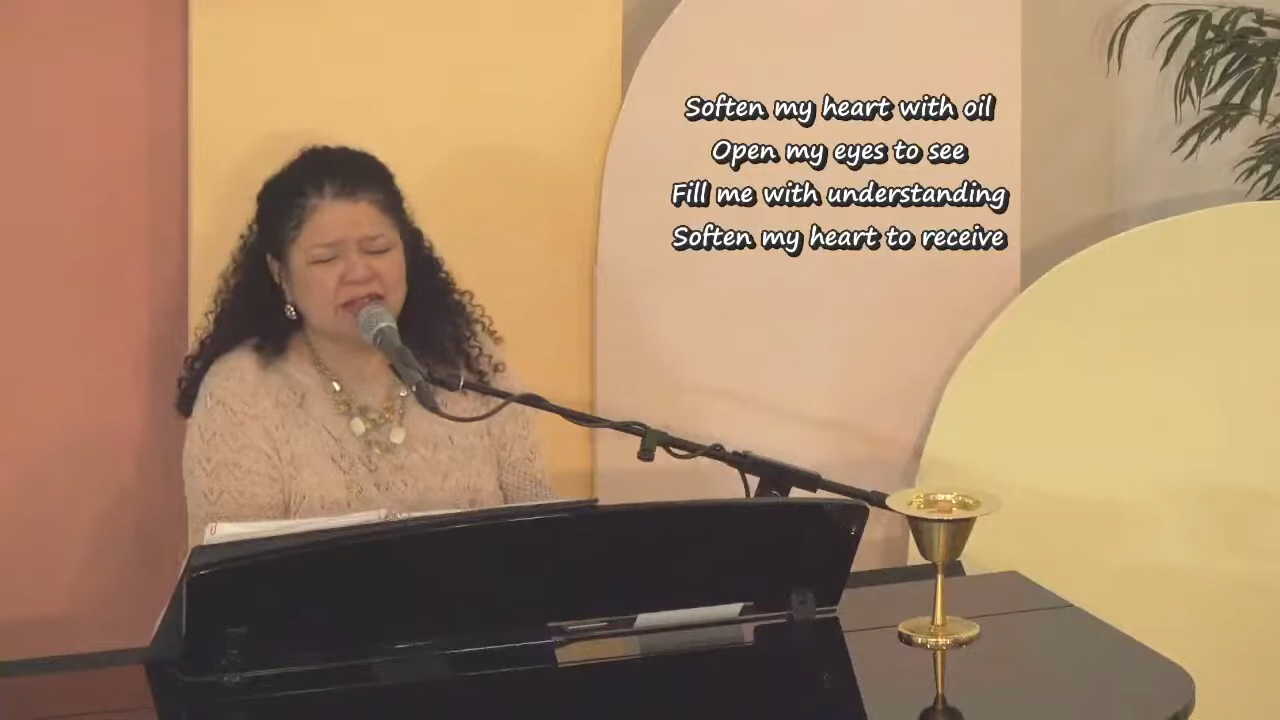 Soften my heart with oil
Open my eyes to see
Fill me with understanding
Soften my heart to receive